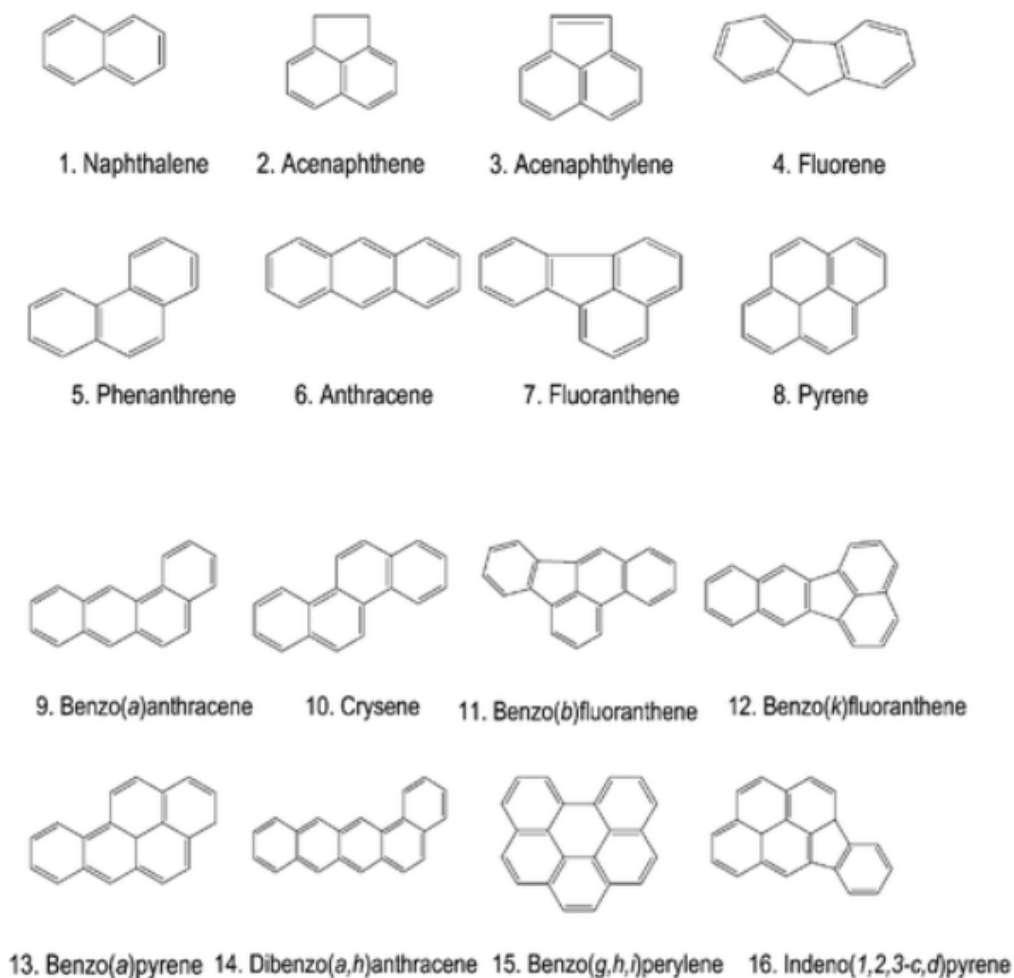 1. Naphthalene 2. Acenaphthene 3. Acenaphthylene 4. Fluorene
5. Phenanthrene 6. Anthracene 7. Fluoranthene 8. Pyrene
9. Benzo(a)anthracene 10. Crysene 11. Benzo(b)fluoranthene 12. Benzo(k)fluoranthene
13. Benzo(a)pyrene 14. Dibenzo(a,h)anthracene 15. Benzo(g,h,i)perylene 16. Indeno(1,2,3-c,d)pyrene